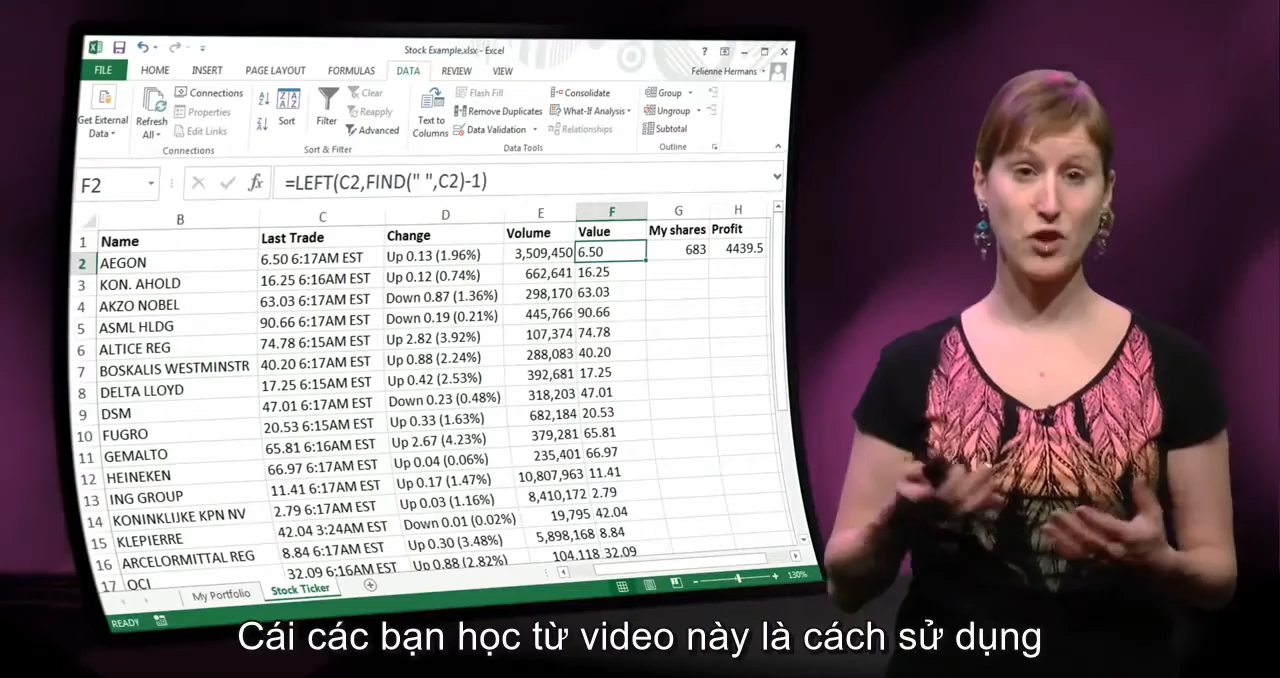 Stock Example.xlsx - Excel
?
FILE HOME INSERT PAGE LAYOUT FORMULAS DATA REVIEW VIEW Felienne Hermans
Get External Data
Refresh All
Connections
Properties
Edit Links
Connections
Sort
Filter
Clear
Reapply
Advanced
Sort & Filter
Text to Columns
Flash Fill
Remove Duplicates
Data Validation
Consolidate
What-If Analysis
Relationships
Data Tools
Group
Ungroup
Subtotal
Outline
F2 fx =LEFT(C2,FIND(" ",C2)-1)
B C D E F G H
1 Name Last Trade Change Volume Value My shares Profit
2 AEGON 6.50 6:17AM EST Up 0.13 (1.96%) 3,509,450 6.50 683 4439.5
3 KON. AHOLD 16.25 6:16AM EST Up 0.12 (0.74%) 662,641 16.25
4 AKZO NOBEL 63.03 6:17AM EST Down 0.87 (1.36%) 298,170 63.03
5 ASML HLDG 90.66 6:17AM EST Down 0.19 (0.21%) 445,766 90.66
6 ALTICE REG 74.78 6:15AM EST Up 2.82 (3.92%) 107,374 74.78
7 BOSKALIS WESTMINSTR 40.20 6:17AM EST Up 0.88 (2.24%) 288,083 40.20
8 DELTA LLOYD 17.25 6:15AM EST Up 0.42 (2.53%) 392,681 17.25
9 DSM 47.01 6:17AM EST Down 0.23 (0.48%) 318,203 47.01
10 FUGRO 20.53 6:15AM EST Up 0.33 (1.63%) 682,184 20.53
11 GEMALTO 65.81 6:16AM EST Up 2.67 (4.23%) 379,281 65.81
12 HEINEKEN 66.97 6:17AM EST Up 0.04 (0.06%) 235,401 66.97
13 ING GROUP 11.41 6:17AM EST Up 0.17 (1.47%) 10,807,963 11.41
14 KONINKLIJKE KPN NV 2.79 6:17AM EST Up 0.03 (1.16%) 8,410,172 2.79
15 KLEPIERRE 42.04 3:24AM EST Down 0.01 (0.02%) 19,795 42.04
16 ARCELORMITTAL REG 8.84 6:17AM EST Up 0.30 (3.48%) 5,898,168 8.84
17 OCI 32.09 6:16AM EST Up 0.88 (2.82%) 104,118 32.09
My Portfolio Stock Ticker
READY 130%
Cái các bạn học từ video này là cách sử dụng